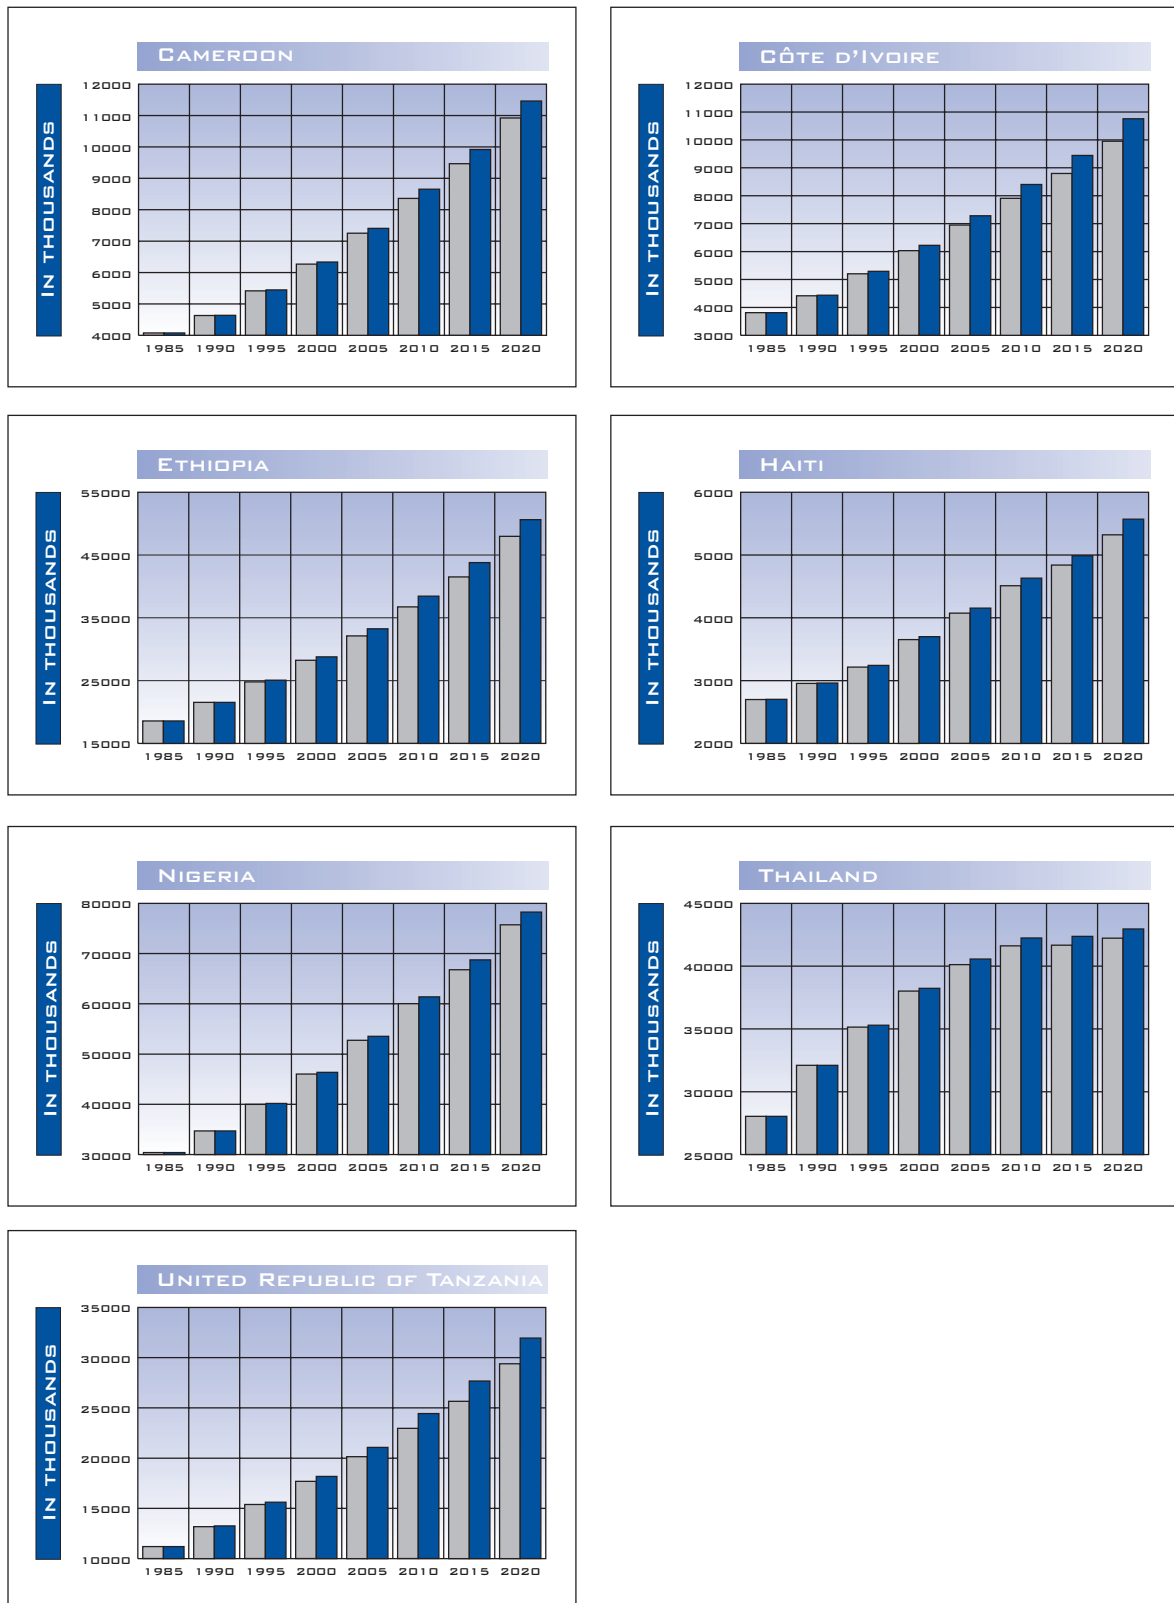 Cameroon
In thousands
12000
11000
10000
9000
8000
7000
6000
5000
4000
1985 1990 1995 2000 2005 2010 2015 2020
Côte d'Ivoire
In thousands
12000
11000
10000
9000
8000
7000
6000
5000
4000
3000
1985 1990 1995 2000 2005 2010 2015 2020
Ethiopia
In thousands
55000
45000
35000
25000
15000
1985 1990 1995 2000 2005 2010 2015 2020
Haiti
In thousands
6000
5000
4000
3000
2000
1985 1990 1995 2000 2005 2010 2015 2020
Nigeria
In thousands
80000
70000
60000
50000
40000
30000
1985 1990 1995 2000 2005 2010 2015 2020
Thailand
In thousands
45000
40000
35000
30000
25000
1985 1990 1995 2000 2005 2010 2015 2020
United Republic of Tanzania
In thousands
35000
30000
25000
20000
15000
10000
1985 1990 1995 2000 2005 2010 2015 2020